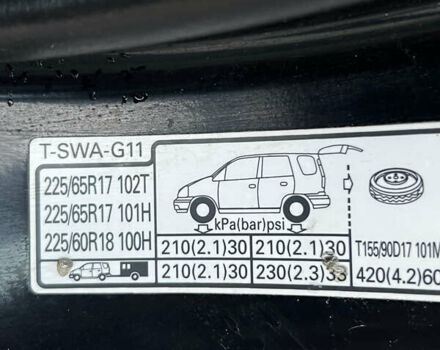 T-SWA-G11
225/65R17 102T
225/65R17 101H
225/60R18 100H
kPa(bar)psi
210(2.1)30 210(2.1)30 T155/90D17 101M
210(2.1)30 230(2.3)33 420(4.2)60